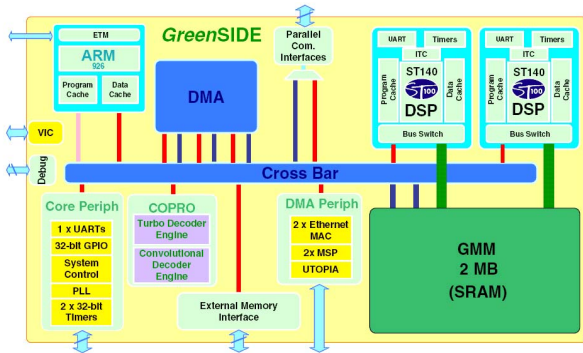 GreenSIDE
ETM
ARM
926
Program
Cache
Data
Cache
DMA
Parallel
Com.
Interfaces
UART
Timers
ITC
Program Cache
ST140
ST100
DSP
Data Cache
Bus Switch
UART
Timers
ITC
Program Cache
ST140
ST100
DSP
Data Cache
Bus Switch
VIC
Debug
Cross Bar
Core Periph
1 x UARTs
32-bit GPIO
System
Control
PLL
2 x 32-bit
Timers
COPRO
Turbo Decoder
Engine
Convolutional
Decoder
Engine
External Memory
Interface
DMA Periph
2 x Ethernet
MAC
2x MSP
UTOPIA
GMM
2 MB
(SRAM)